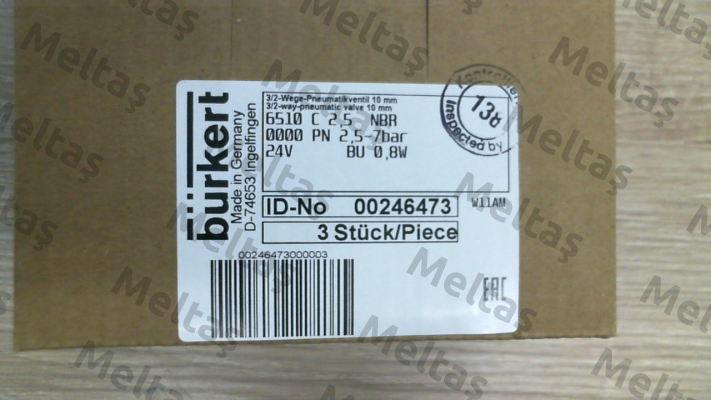 bürkert
Made in Germany
D-74653 Ingelfingen
3/2-Wege-Pneumatikventil 10 mm
3/2-way-pneumatic valve 10 mm
6510 C 2.5 NBR
0000 PN 2,5-7bar
24V BU 0,8W
ID-No 00246473
W11AM
3 Stück/Piece
00246473000003
EAC
138
Inspected by
Meltaş